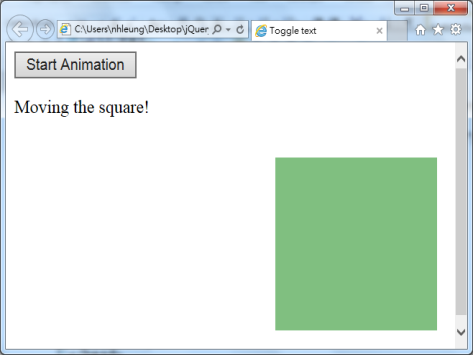 C:\Users\nhleung\Desktop\jQuer
Toggle text
Start Animation
Moving the square!